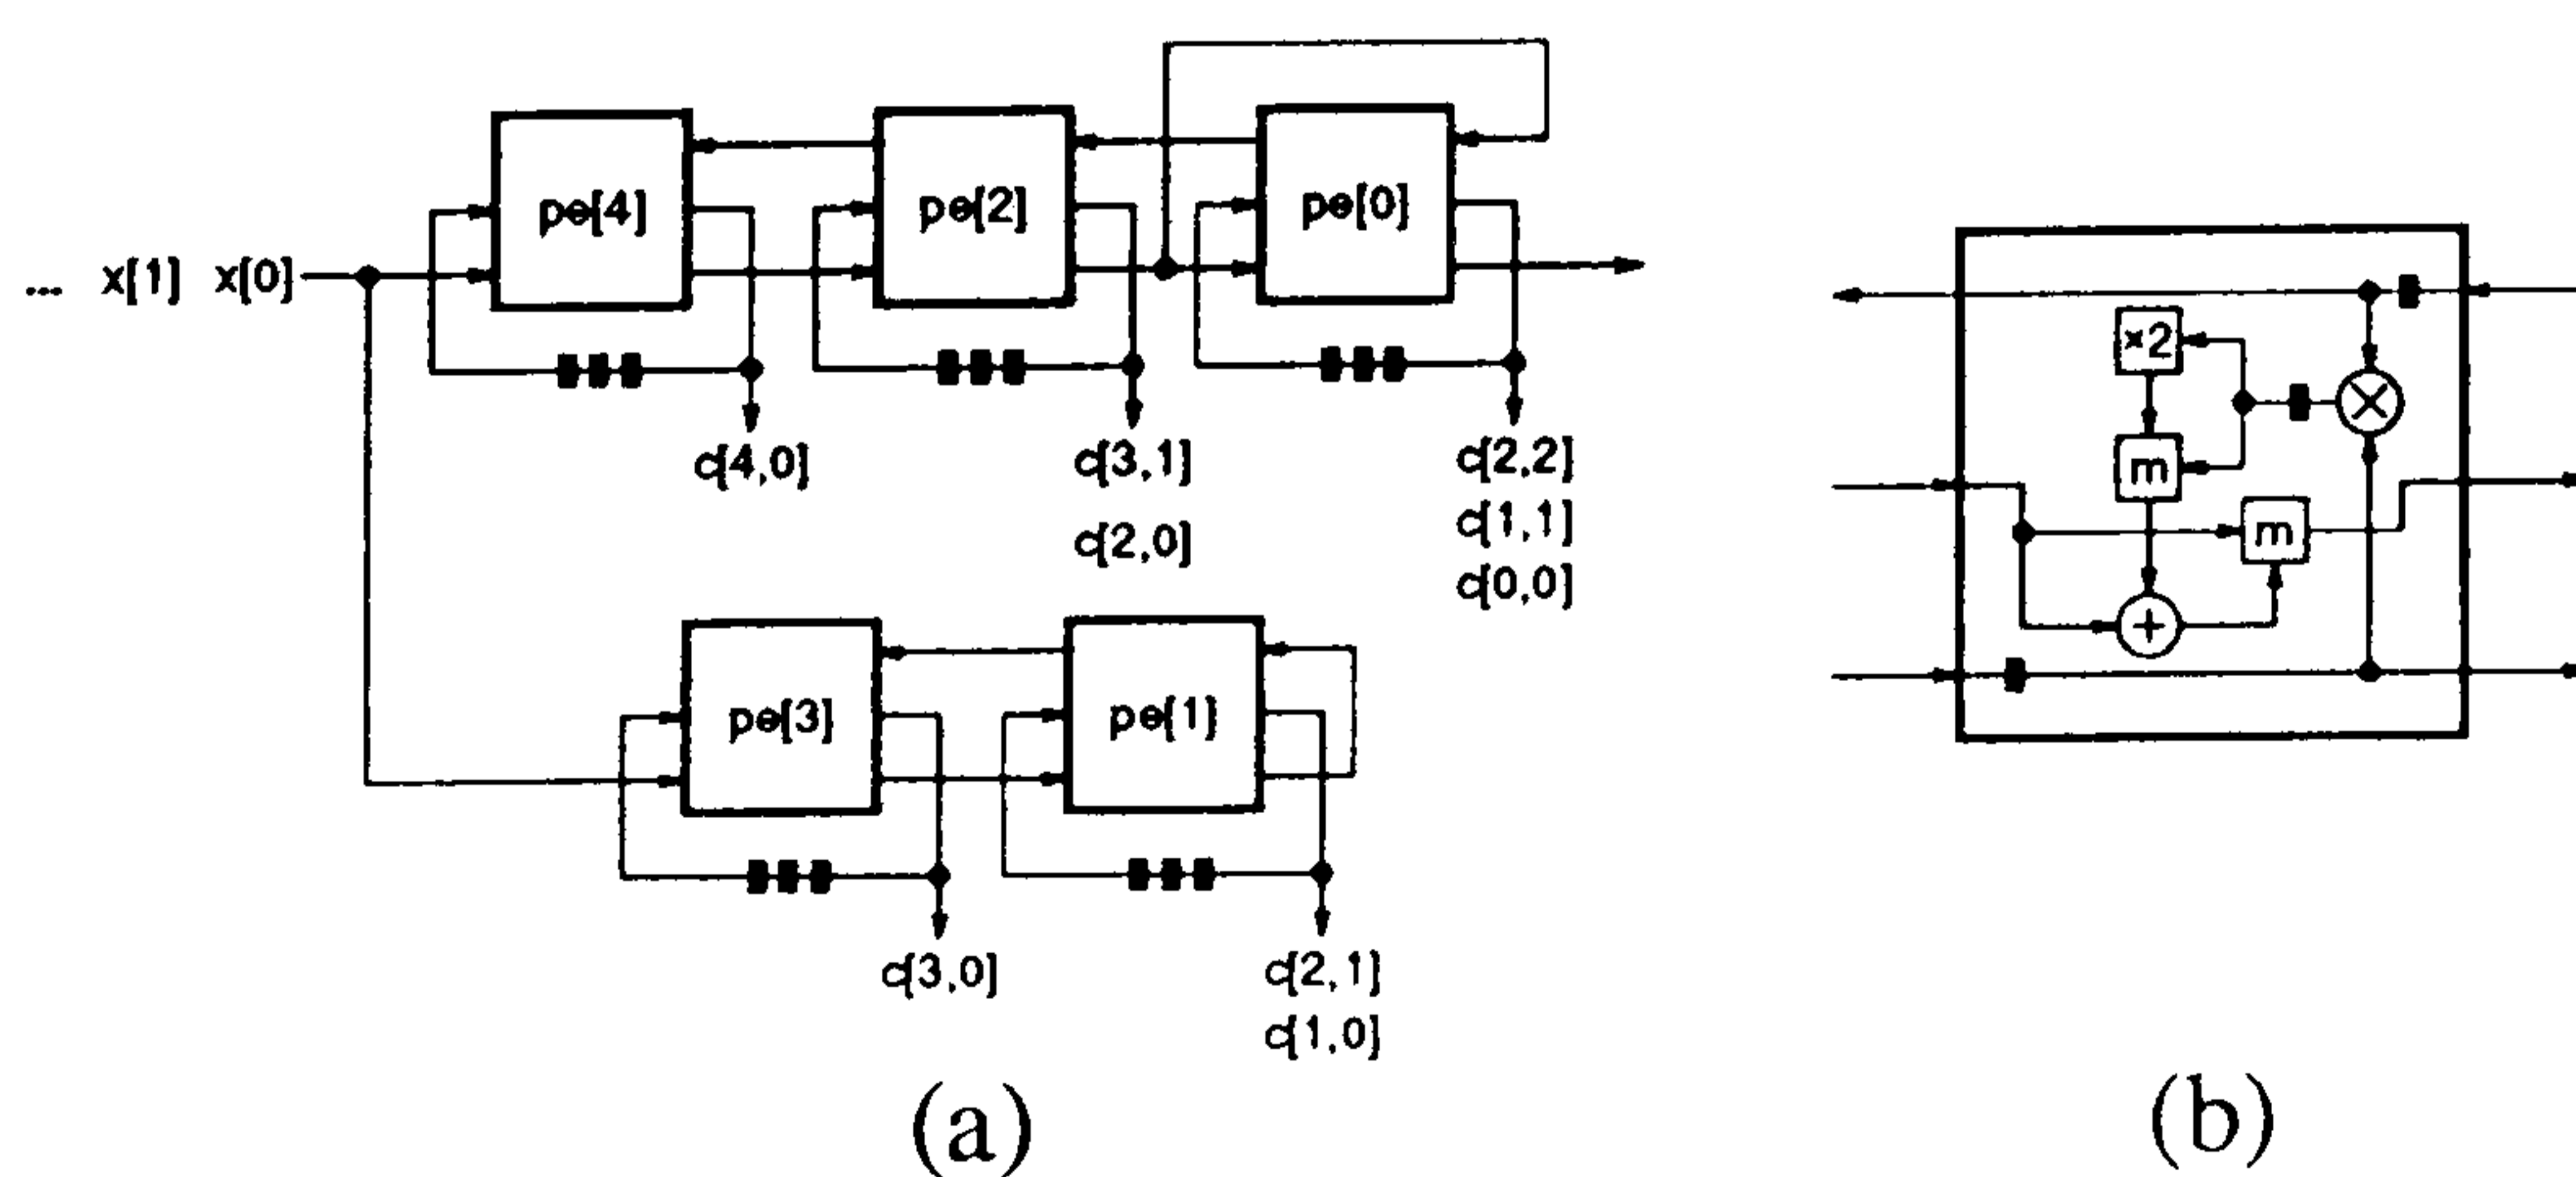 pe[4] pe[2] pe[0]
... x[1] x[0]
c[4,0] c[3,1] c[2,2]
c[2,0] c[1,1]
c[0,0]
pe[3] pe[1]
c[3,0] c[2,1]
c[1,0]
×2
m
m
(a) (b)